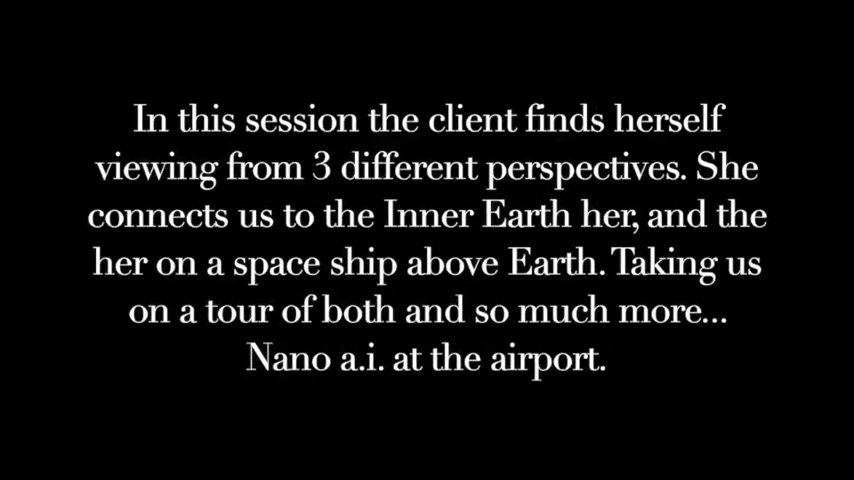 In this session the client finds herself
viewing from 3 different perspectives. She
connects us to the Inner Earth her, and the
her on a space ship above Earth. Taking us
on a tour of both and so much more...
Nano a.i. at the airport.